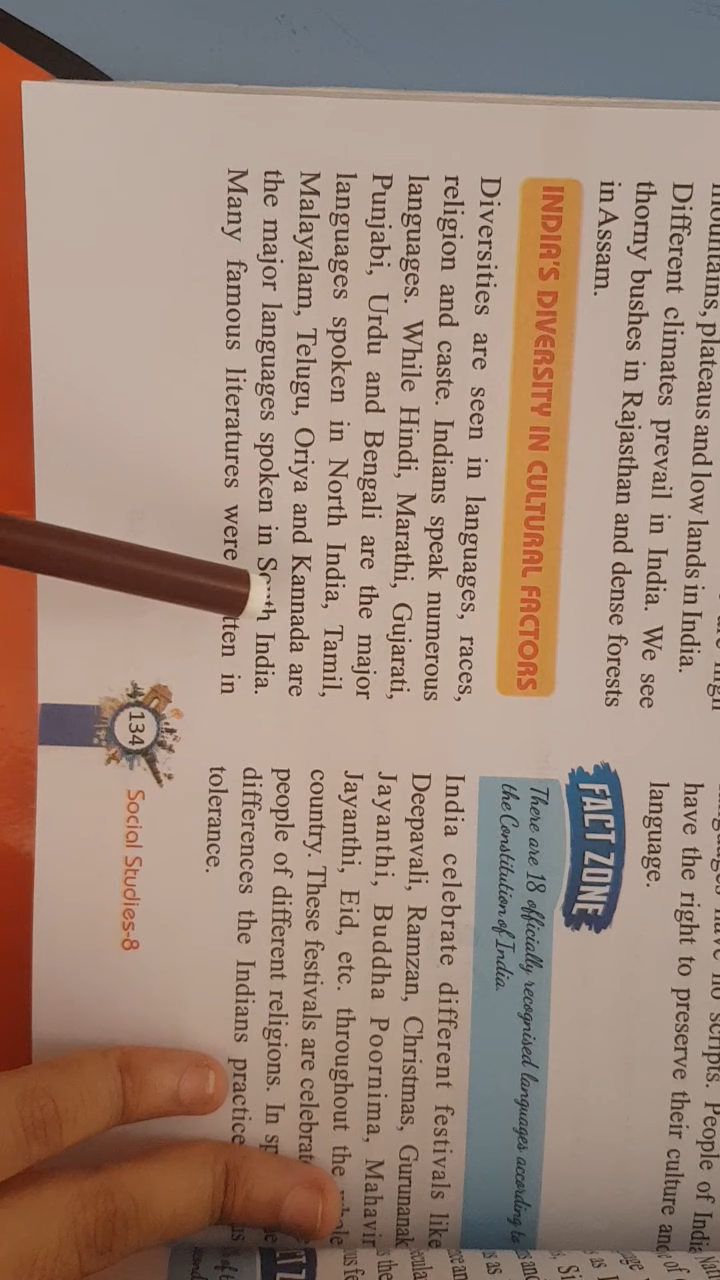 mountains, plateaus and low lands in India.
Different climates prevail in India. We see
thorny bushes in Rajasthan and dense forests
in Assam.
INDIA'S DIVERSITY IN CULTURAL FACTORS
Diversities are seen in languages, races,
religion and caste. Indians speak numerous
languages. While Hindi, Marathi, Gujarati,
Punjabi, Urdu and Bengali are the major
languages spoken in North India, Tamil,
Malayalam, Telugu, Oriya and Kannada are
the major languages spoken in South India.
Many famous literatures were in
have no scripts. People of India
have the right to preserve their culture and
language.
FACT ZONE
There are 18 officially recognised languages according to
the Constitution of India.
India celebrate different festivals like
Deepavali, Ramzan, Christmas, Gurunanak
Jayanthi, Buddha Poornima, Mahavir
Jayanthi, Eid, etc. throughout the whole
country. These festivals are
people of different religions. In
differences the Indians practice
tolerance.
134
Social Studies-8